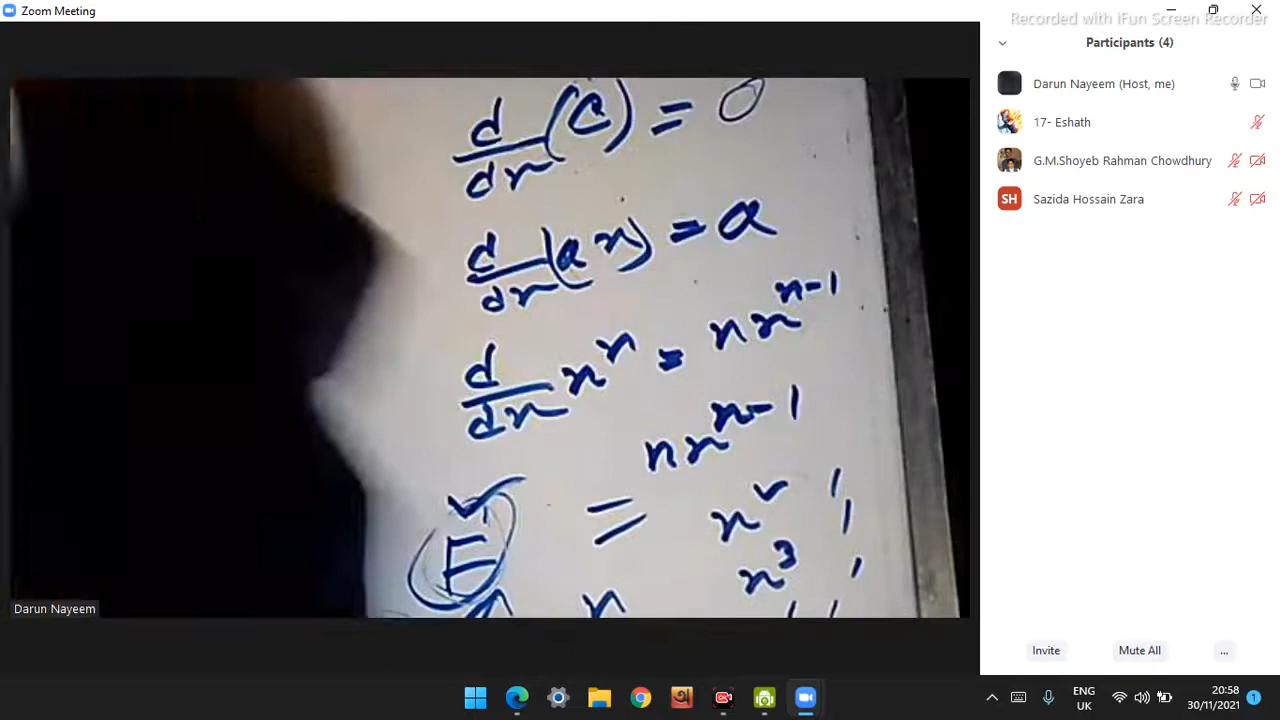 Zoom Meeting
Recorded with iFun Screen Recorder
Participants (4)
Darun Nayeem (Host, me)
17- Eshath
G.M.Shoyeb Rahman Chowdhury
SH Sazida Hossain Zara
d/dx (c) = 0
d/dx (ax) = a
d/dx x^n = nx^n-1
nx^n-1
F⃗ = x^2,
x^3,
x
Darun Nayeem
Invite
Mute All
...
অ
ENG
UK
20:58
30/11/2021
1